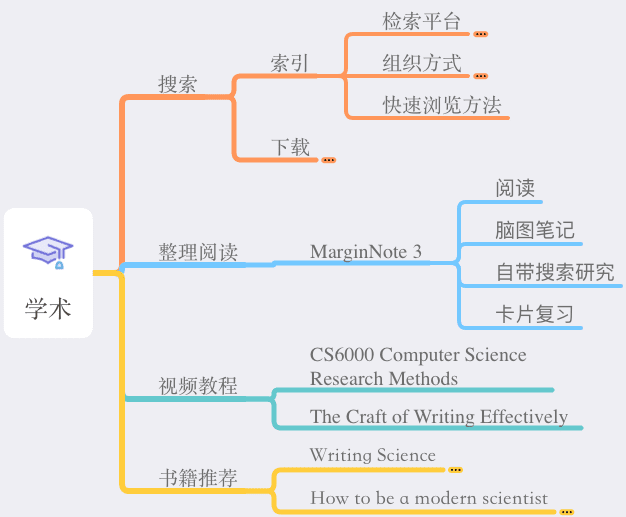 学术
搜索
索引
检索平台
组织方式
快速浏览方法
下载
整理阅读
MarginNote 3
阅读
脑图笔记
自带搜索研究
卡片复习
视频教程
CS6000 Computer Science
Research Methods
The Craft of Writing Effectively
书籍推荐
Writing Science
How to be a modern scientist